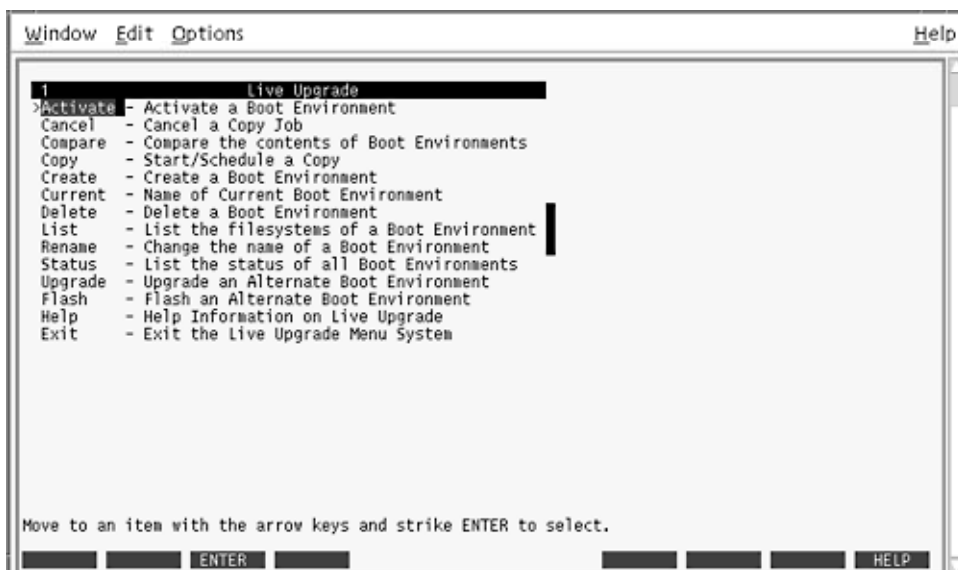 Window Edit Options Help
1 Live Upgrade
>Activate - Activate a Boot Environment
Cancel - Cancel a Copy Job
Compare - Compare the contents of Boot Environments
Copy - Start/Schedule a Copy
Create - Create a Boot Environment
Current - Name of Current Boot Environment
Delete - Delete a Boot Environment
List - List the filesystems of a Boot Environment
Rename - Change the name of a Boot Environment
Status - List the status of all Boot Environments
Upgrade - Upgrade an Alternate Boot Environment
Flash - Flash an Alternate Boot Environment
Help - Help Information on Live Upgrade
Exit - Exit the Live Upgrade Menu System
Move to an item with the arrow keys and strike ENTER to select.
ENTER HELP